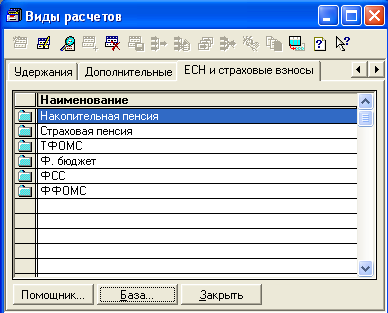 Виды расчетов
Удержания Дополнительные ЕСН и страховые взносы
Наименование
Накопительная пенсия
Страховая пенсия
ТФОМС
Ф. бюджет
ФСС
ФФОМС
Помощник... База... Закрыть